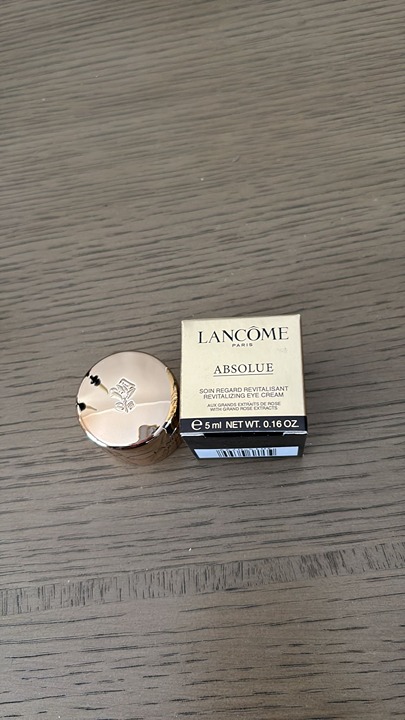 LANCÔME
PARIS
ABSOLUE
SOIN REGARD REVITALISANT
REVITALIZING EYE CREAM
AUX GRANDS EXTRAITS DE ROSE
WITH GRAND ROSE EXTRACTS
℮ 5 ml NET WT. 0.16 OZ.